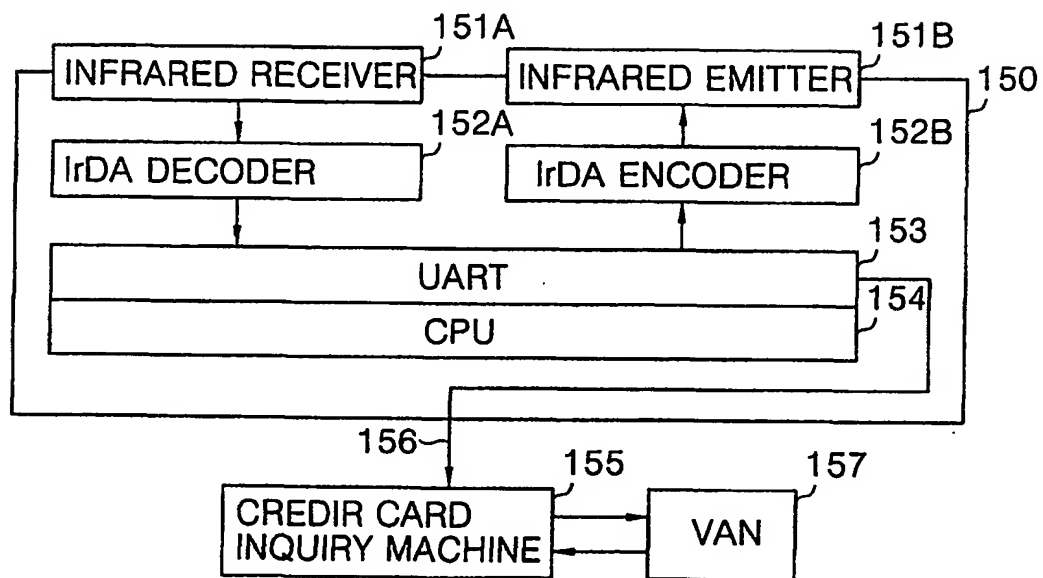 151A
151B
INFRARED RECEIVER
INFRARED EMITTER
150
152A
152B
IrDA DECODER
IrDA ENCODER
153
UART
154
CPU
156
155
157
CREDIR CARD
INQUIRY MACHINE
VAN